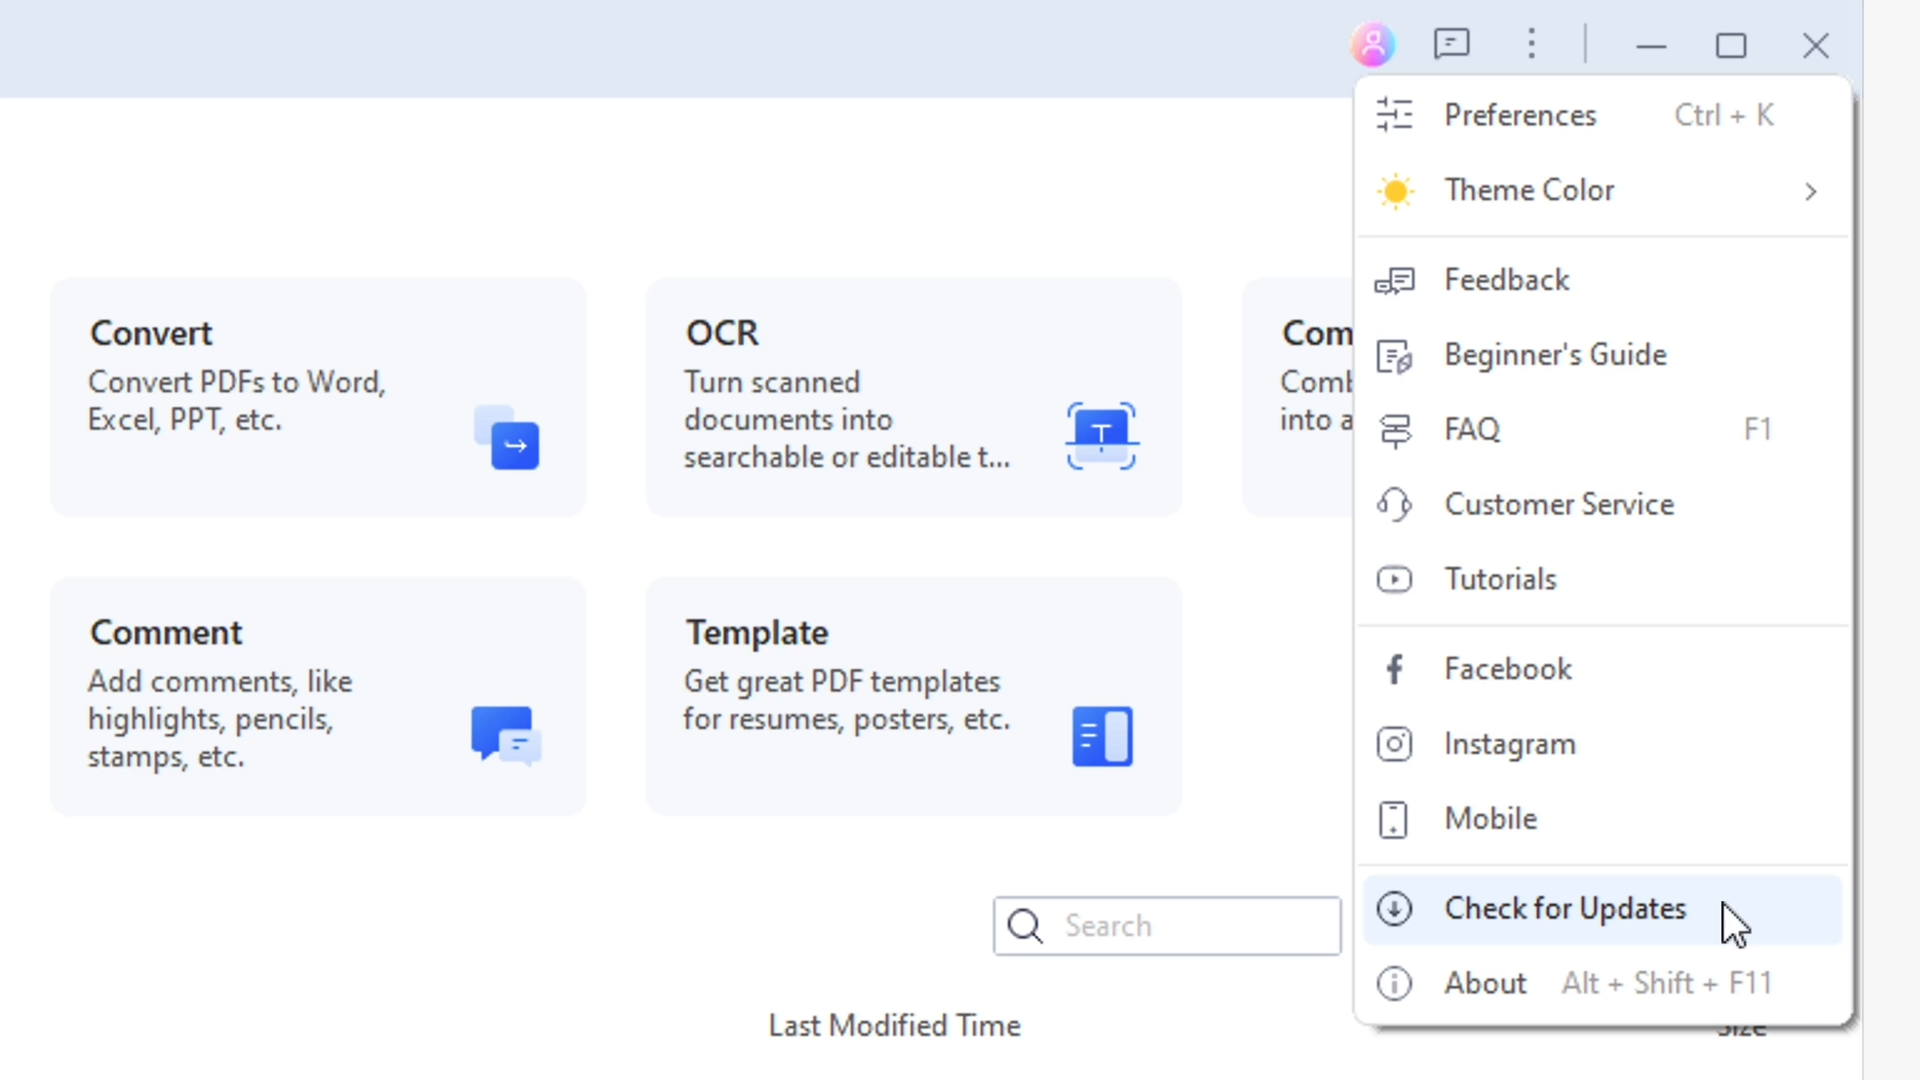 Preferences Ctrl + K
Theme Color
Feedback
Beginner's Guide
FAQ F1
Customer Service
Tutorials
Facebook
Instagram
Mobile
Check for Updates
About Alt + Shift + F11
Convert
Convert PDFs to Word,
Excel, PPT, etc.
OCR
Turn scanned
documents into
searchable or editable t...
Com
Comb
into a
Comment
Add comments, like
highlights, pencils,
stamps, etc.
Template
Get great PDF templates
for resumes, posters, etc.
Search
Last Modified Time
Size